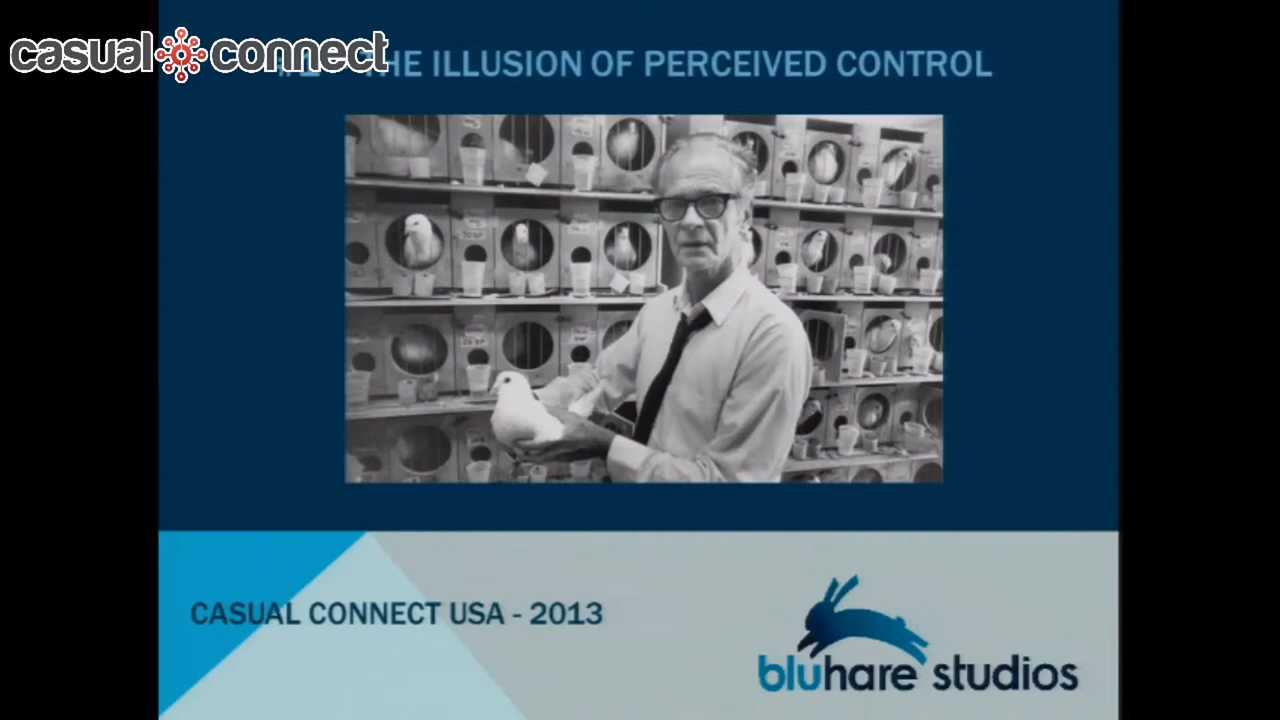 casual connect
THE ILLUSION OF PERCEIVED CONTROL
CASUAL CONNECT USA - 2013
bluhare studios